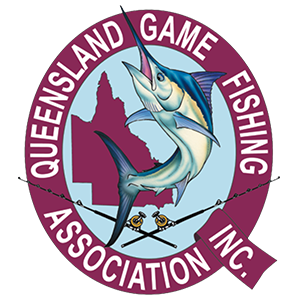 QUEENSLAND GAME FISHING
ASSOCIATION INC.